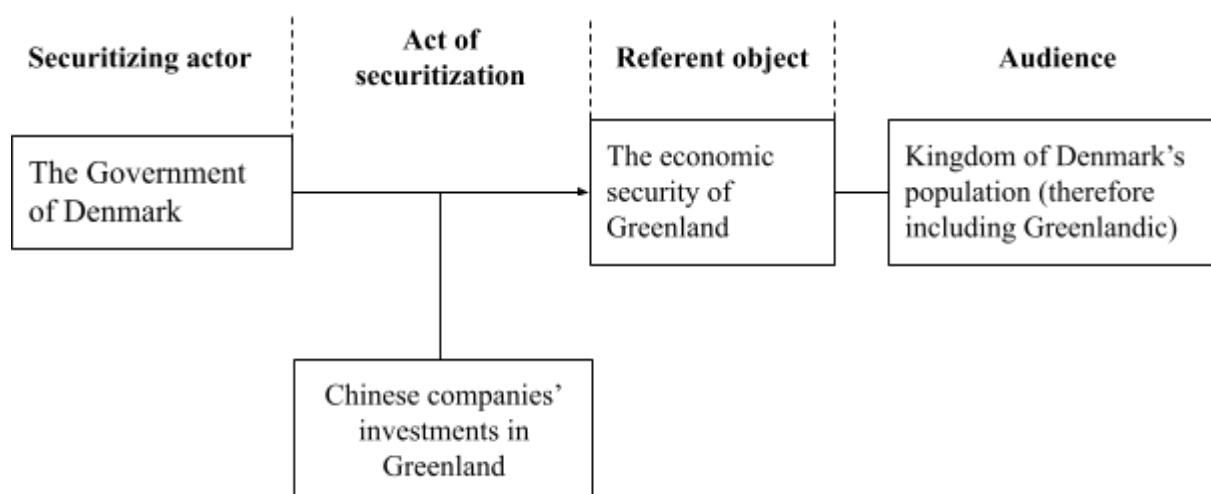 Securitizing actor
Act of
securitization
Referent object
Audience
The Government
of Denmark
The economic
security of
Greenland
Kingdom of Denmark’s
population (therefore
including Greenlandic)
Chinese companies’
investments in
Greenland